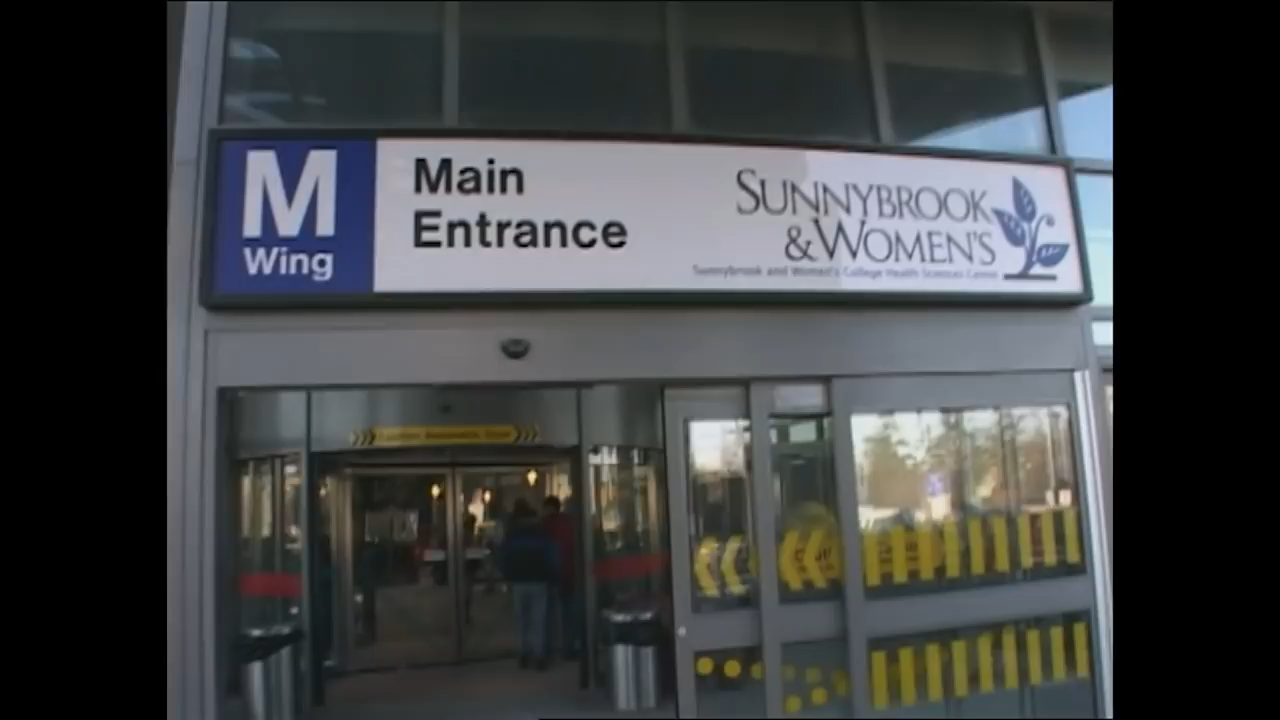 M
Wing
Main
Entrance
SUNNYBROOK
& WOMEN'S
Sunnybrook and Women's College Health Sciences Centre